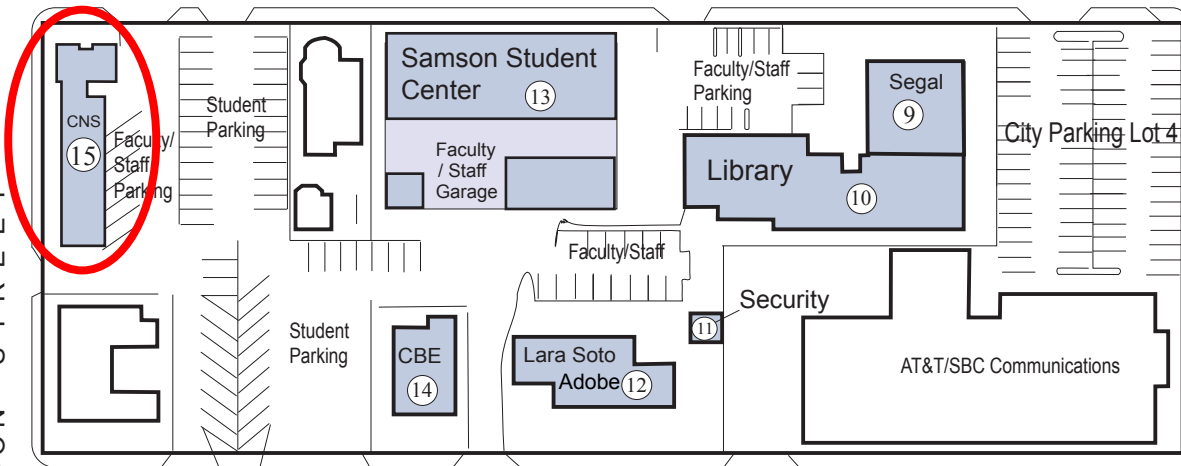 Samson Student
Center
13
CNS
15
Faculty/
Staff
Parking
Student
Parking
Faculty
/ Staff
Garage
Faculty/Staff
Parking
Segal
9
Library
10
City Parking Lot 4
Faculty/Staff
Security
11
Student
Parking
CBE
14
Lara Soto
Adobe
12
AT&T/SBC Communications
ON STREET